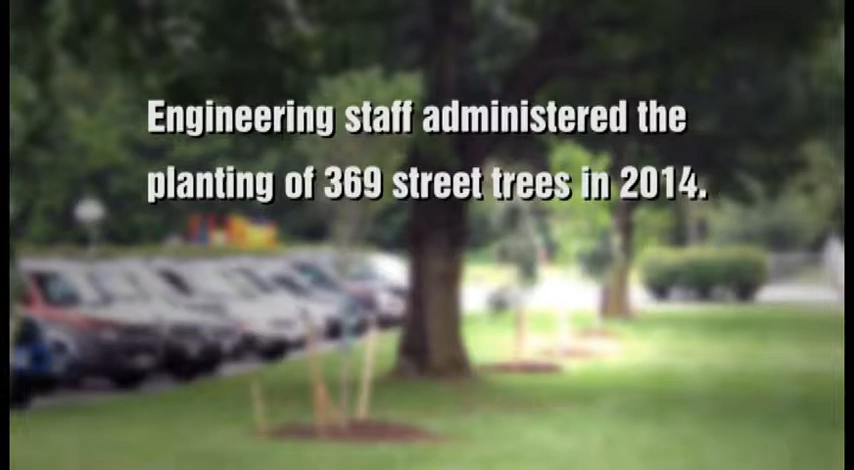 Engineering staff administered the
planting of 369 street trees in 2014.